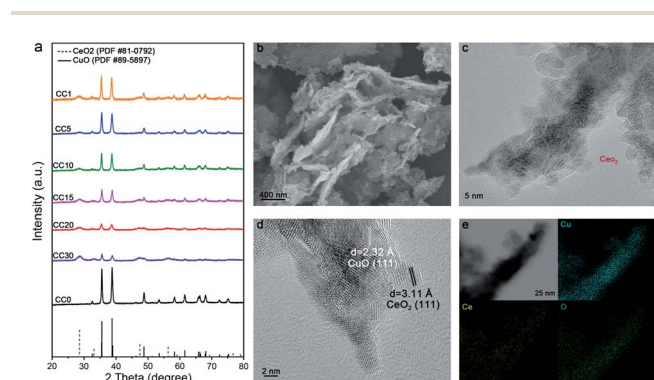 a
CeO2 (PDF #81-0792)
CuO (PDF #89-5897)
CC1
CC5
CC10
CC15
CC20
CC30
CC0
Intensity (a.u.)
20 30 40 50 60 70 80
2 Theta (degree)
b
400 nm
c
Ceo₂
5 nm
d
d=2.32 Å
CuO (111)
d=3.11 Å
CeO₂ (111)
2 nm
e
25 nm
Cu
Ce
O